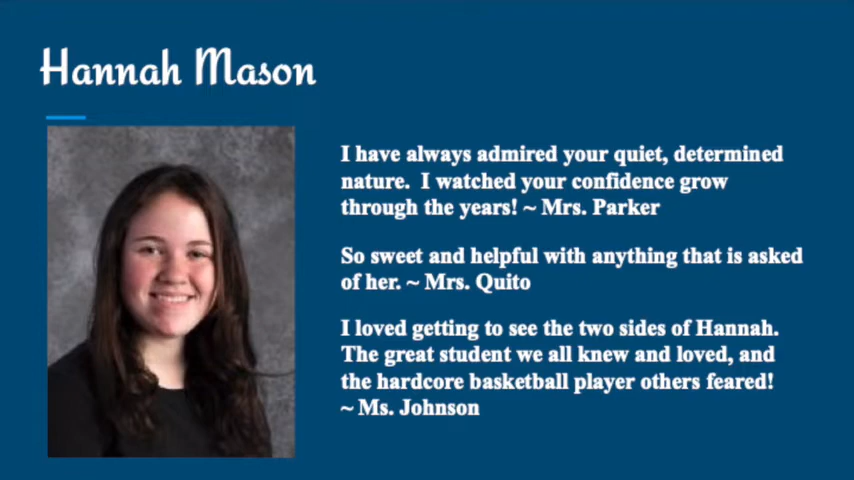 Hannah Mason
I have always admired your quiet, determined
nature.  I watched your confidence grow
through the years! ~ Mrs. Parker
So sweet and helpful with anything that is asked
of her. ~ Mrs. Quito
I loved getting to see the two sides of Hannah.
The great student we all knew and loved, and
the hardcore basketball player others feared!
~ Ms. Johnson